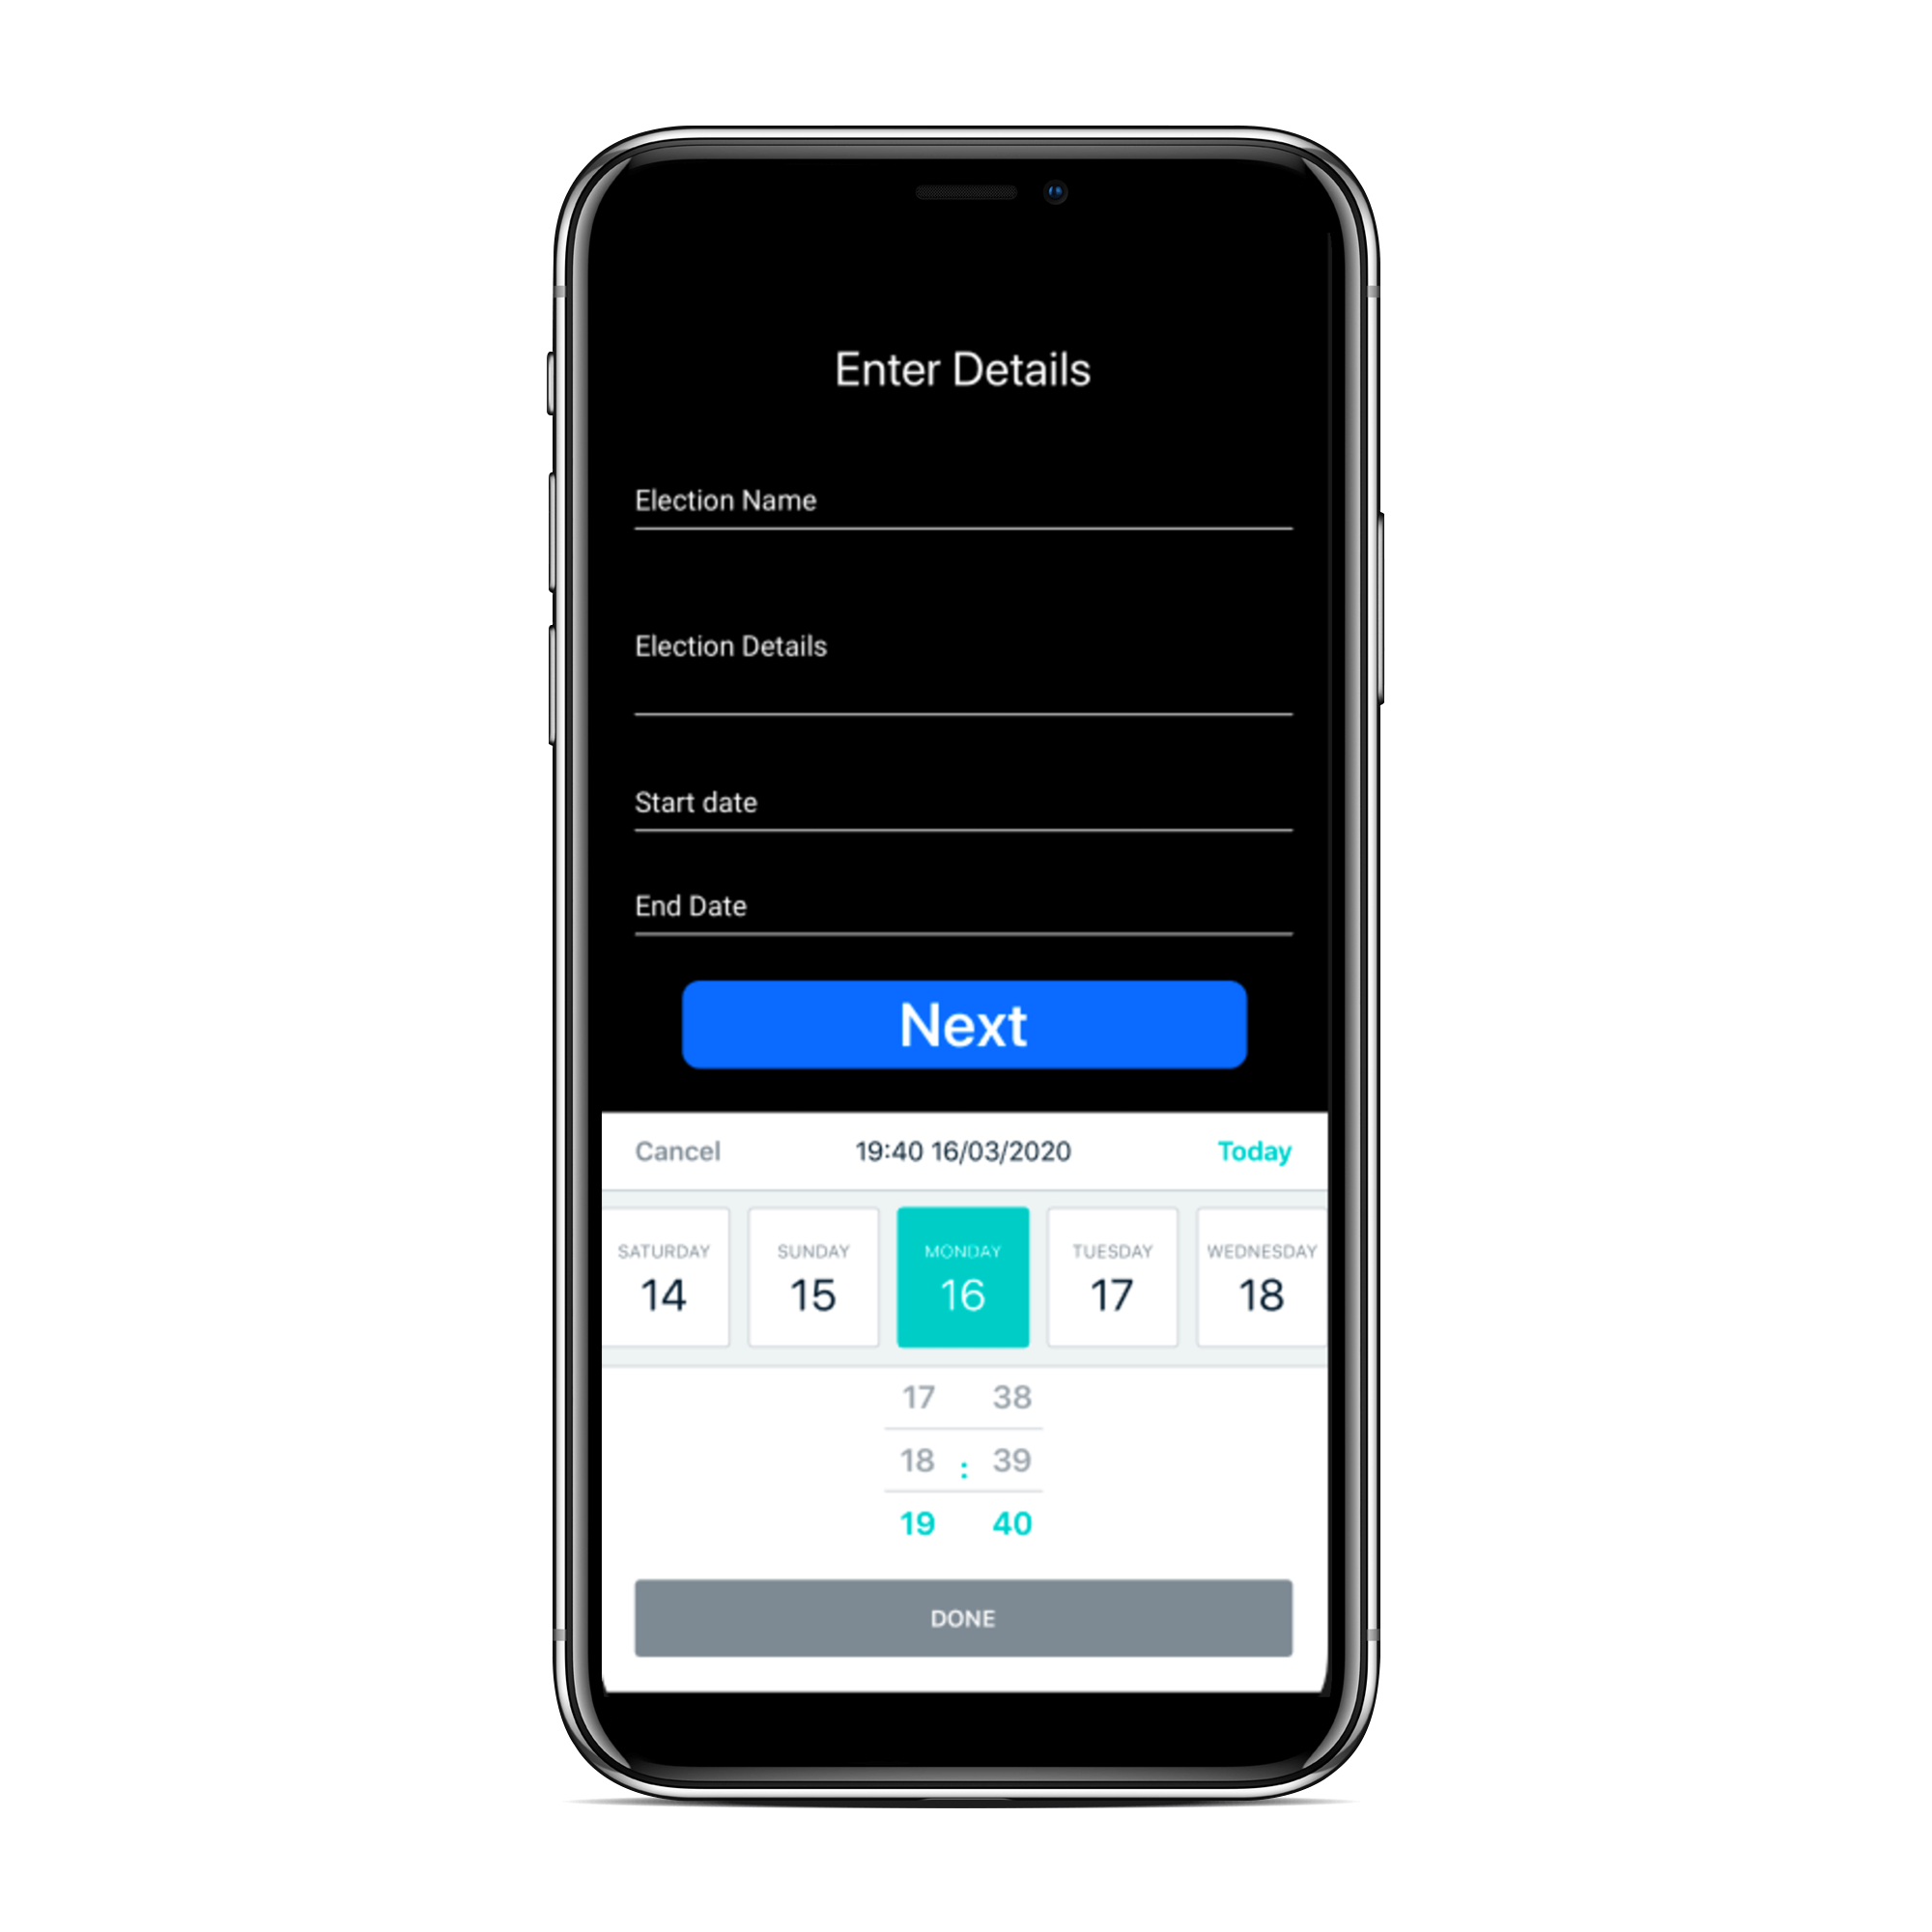 Enter Details
Election Name
Election Details
Start date
End Date
Next
Cancel 19:40 16/03/2020 Today
SATURDAY SUNDAY MONDAY TUESDAY WEDNESDAY
14 15 16 17 18
17 38
18 : 39
19 40
DONE